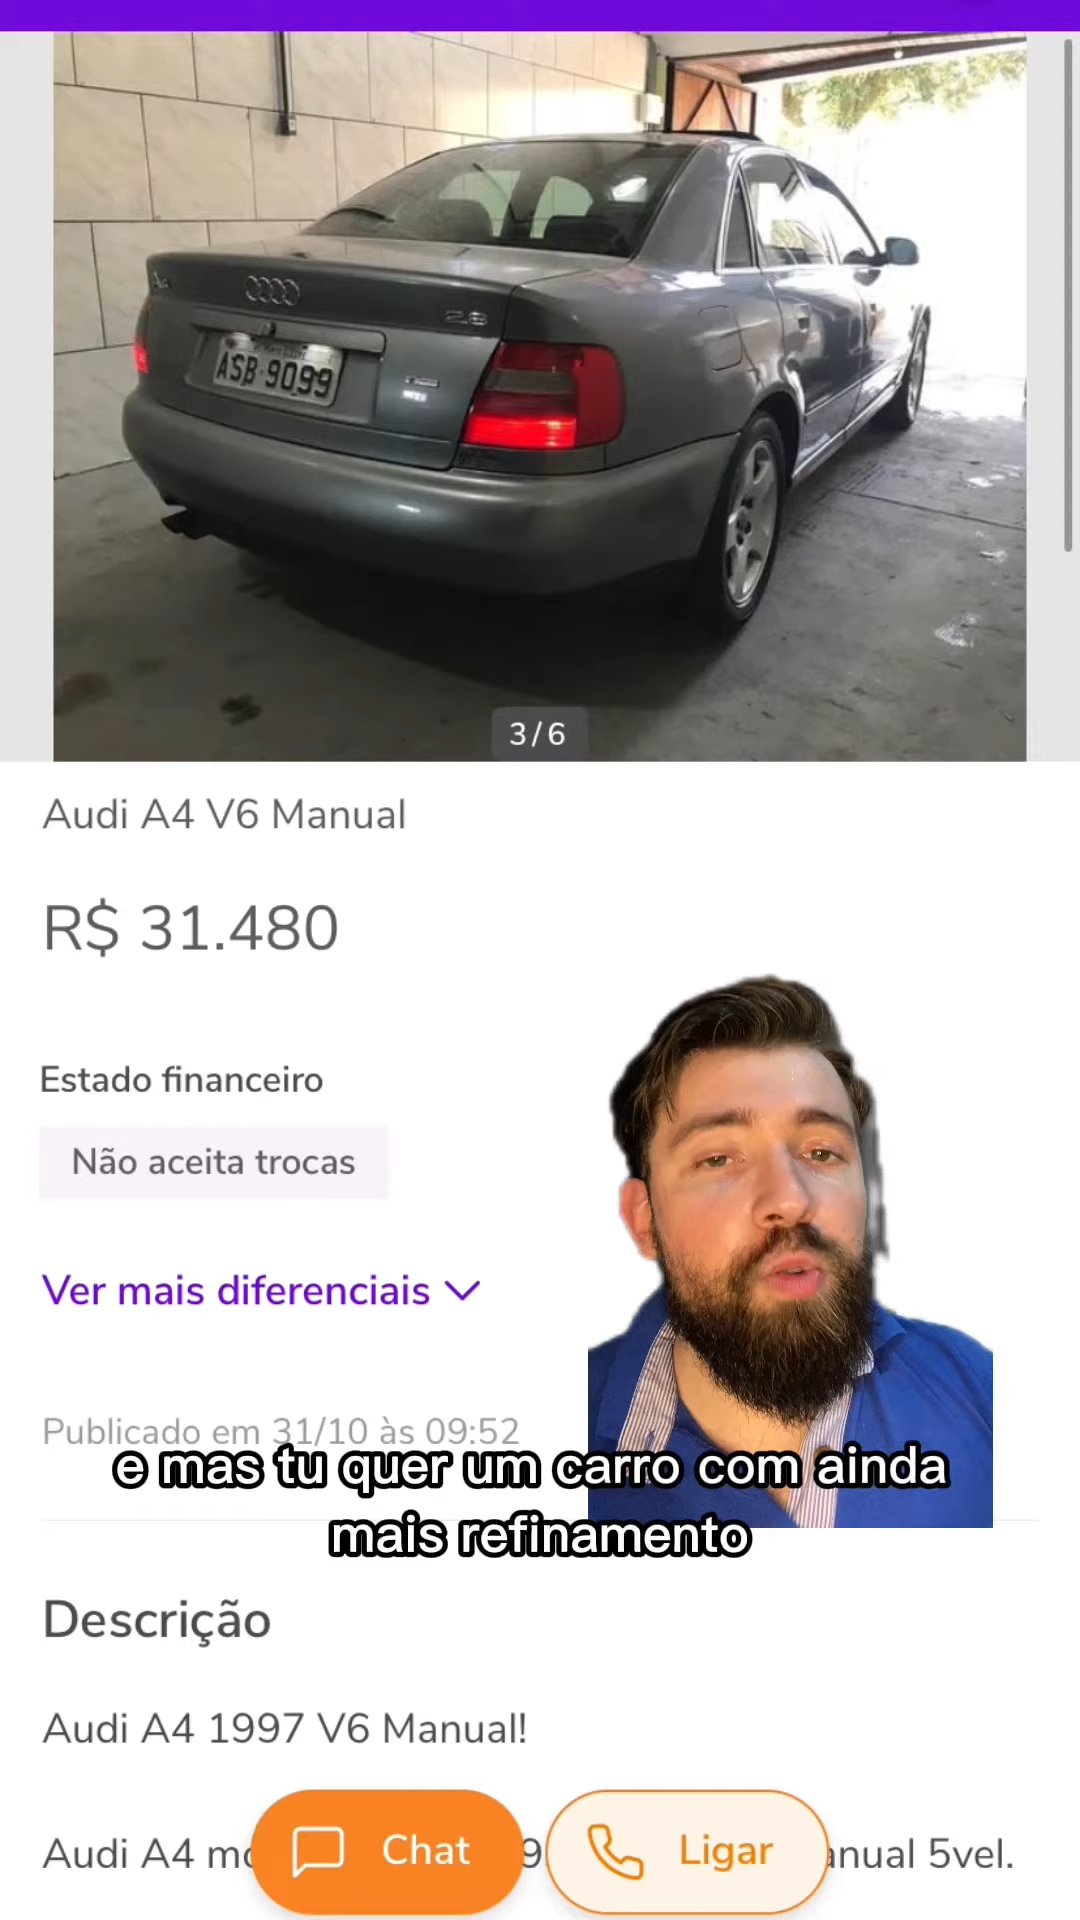 A4
2.8
ASB·9099
3/6
Audi A4 V6 Manual
R$ 31.480
Estado financeiro
Não aceita trocas
Ver mais diferenciais
Publicado em 31/10 às 09:52
e mas tu quer um carro com ainda
mais refinamento
Descrição
Audi A4 1997 V6 Manual!
Audi A4
anual 5vel.
Chat
Ligar